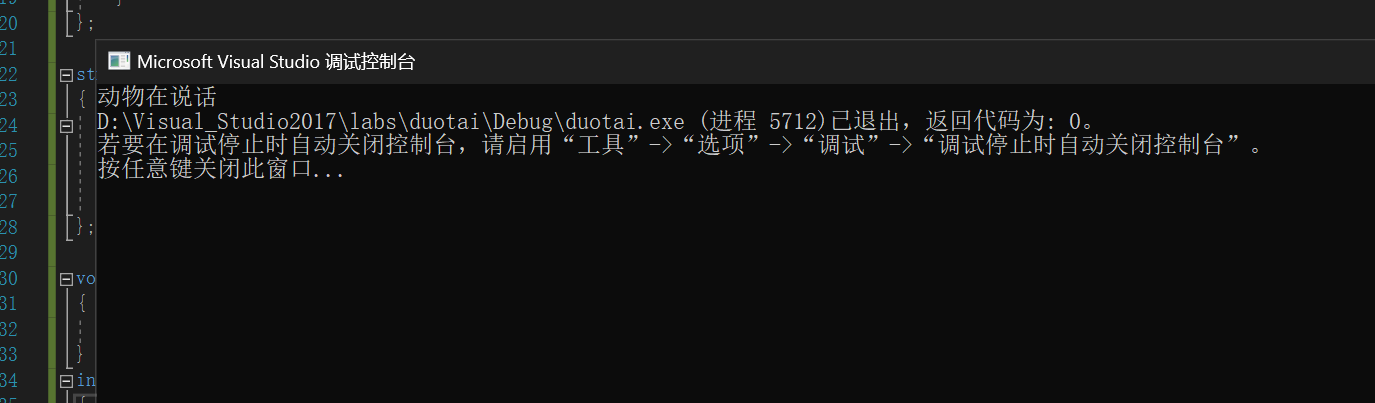 20 };
21
Microsoft Visual Studio 调试控制台
22 st
动物在说话
23 {
D:\Visual_Studio2017\labs\duotai\Debug\duotai.exe (进程 5712)已退出，返回代码为: 0。
24
若要在调试停止时自动关闭控制台，请启用“工具”->“选项”->“调试”->“调试停止时自动关闭控制台”。
25
按任意键关闭此窗口...
26
27
28 };
29
30 vo
31 {
32
33 }
34 in